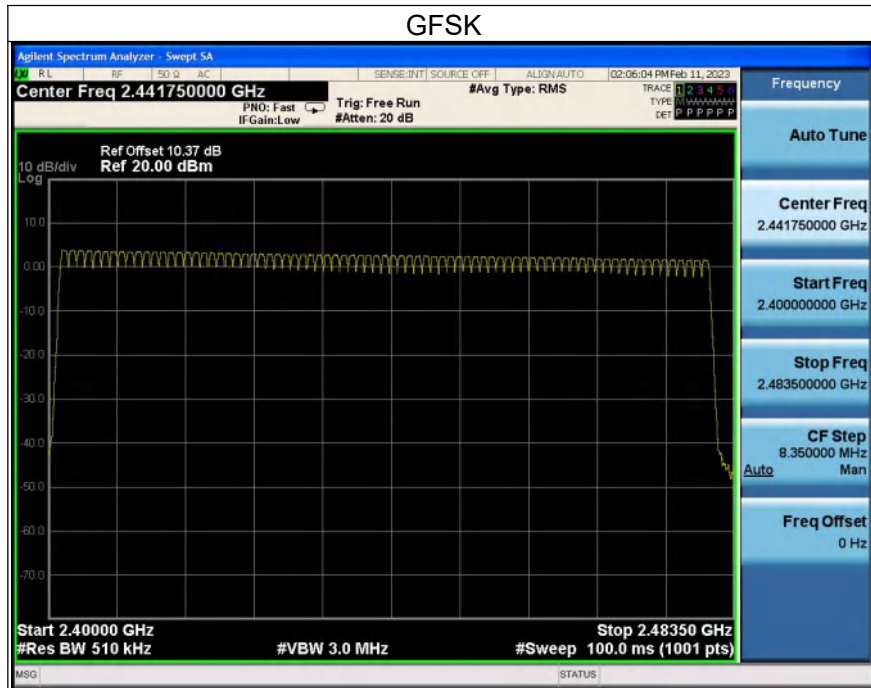 GFSK
Agilent Spectrum Analyzer - Swept SA
RL RF 50 Ω AC SENSE:INT SOURCE OFF ALIGN AUTO 02:06:04 PM Feb 11, 2023
Center Freq 2.441750000 GHz
PNO: Fast
IFGain:Low
Trig: Free Run
#Atten: 20 dB
#Avg Type: RMS
TRACE 1 2 3 4 5 6
TYPE M
DET P P P P P P
Ref Offset 10.37 dB
10 dB/div Ref 20.00 dBm
Log
10.0
0.00
-10.0
-20.0
-30.0
-40.0
-50.0
-60.0
-70.0
Start 2.40000 GHz Stop 2.48350 GHz
#Res BW 510 kHz #VBW 3.0 MHz #Sweep 100.0 ms (1001 pts)
MSG STATUS
Frequency
Auto Tune
Center Freq
2.441750000 GHz
Start Freq
2.400000000 GHz
Stop Freq
2.483500000 GHz
CF Step
8.350000 MHz
Auto Man
Freq Offset
0 Hz